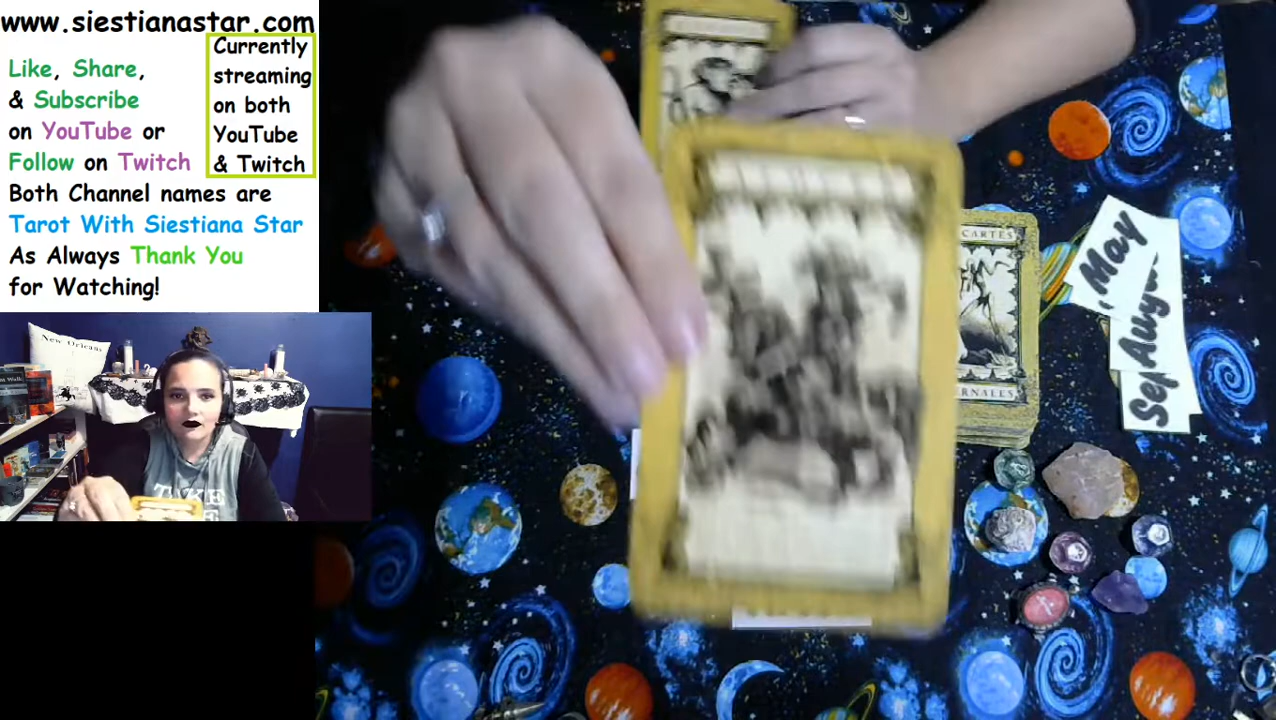 www.siestianastar.com
Like, Share,
& Subscribe
on YouTube or
Follow on Twitch
Currently
streaming
on both
YouTube
& Twitch
Both Channel names are
Tarot With Siestiana Star
As Always Thank You
for Watching!
New Orleans
CARTES
May
Augu
Sep